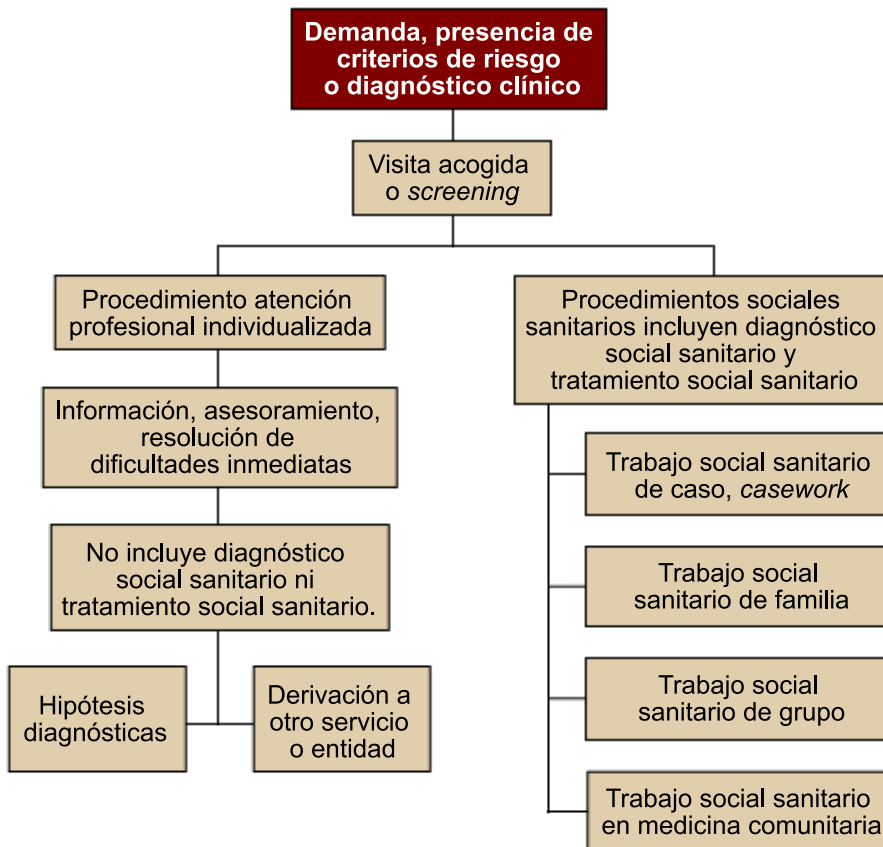 Demanda, presencia de
criterios de riesgo
o diagnóstico clínico
Visita acogida
o screening
Procedimiento atención
profesional individualizada
Información, asesoramiento,
resolución de
dificultades inmediatas
No incluye diagnóstico
social sanitario ni
tratamiento social sanitario.
Hipótesis
diagnósticas
Derivación a
otro servicio
o entidad
Procedimientos sociales
sanitarios incluyen diagnóstico
social sanitario y
tratamiento social sanitario
Trabajo social sanitario
de caso, casework
Trabajo social
sanitario de familia
Trabajo social
sanitario de grupo
Trabajo social sanitario
en medicina comunitaria